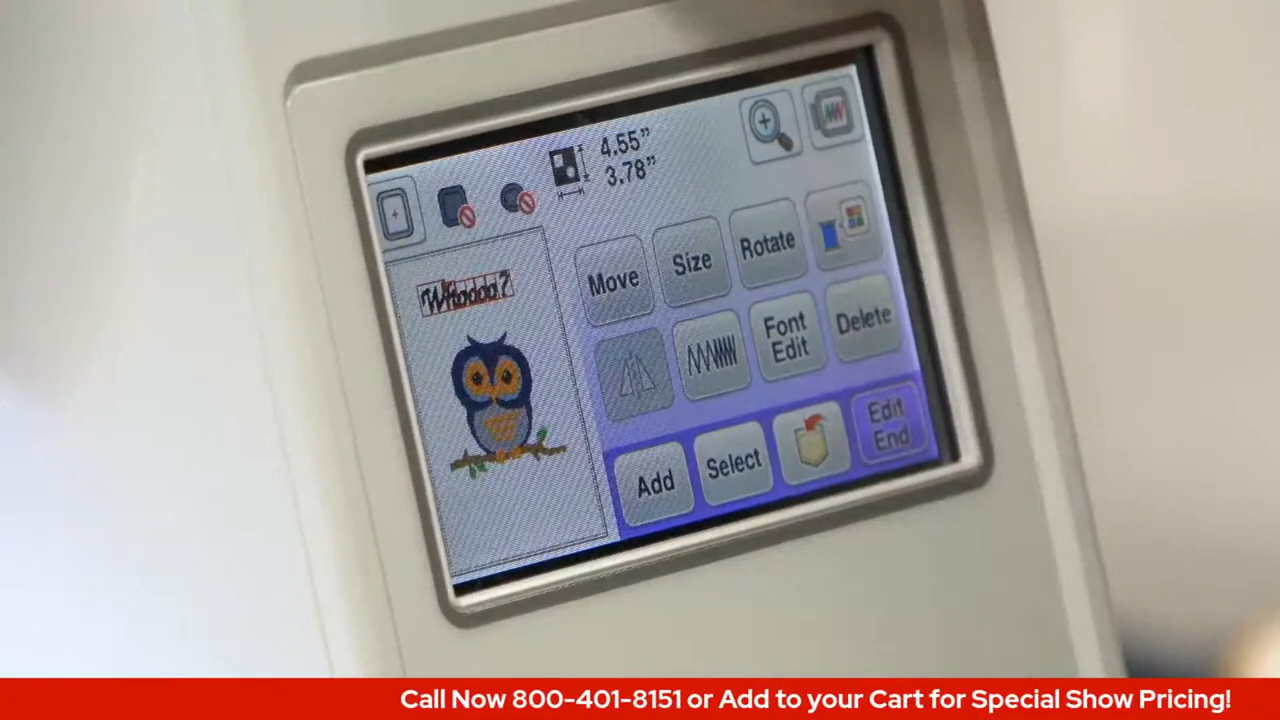 4.55”
3.78”
Whoooo?
Move
Size
Rotate
Font
Edit
Delete
Add
Select
Edit
End
Call Now 800-401-8151 or Add to your Cart for Special Show Pricing!